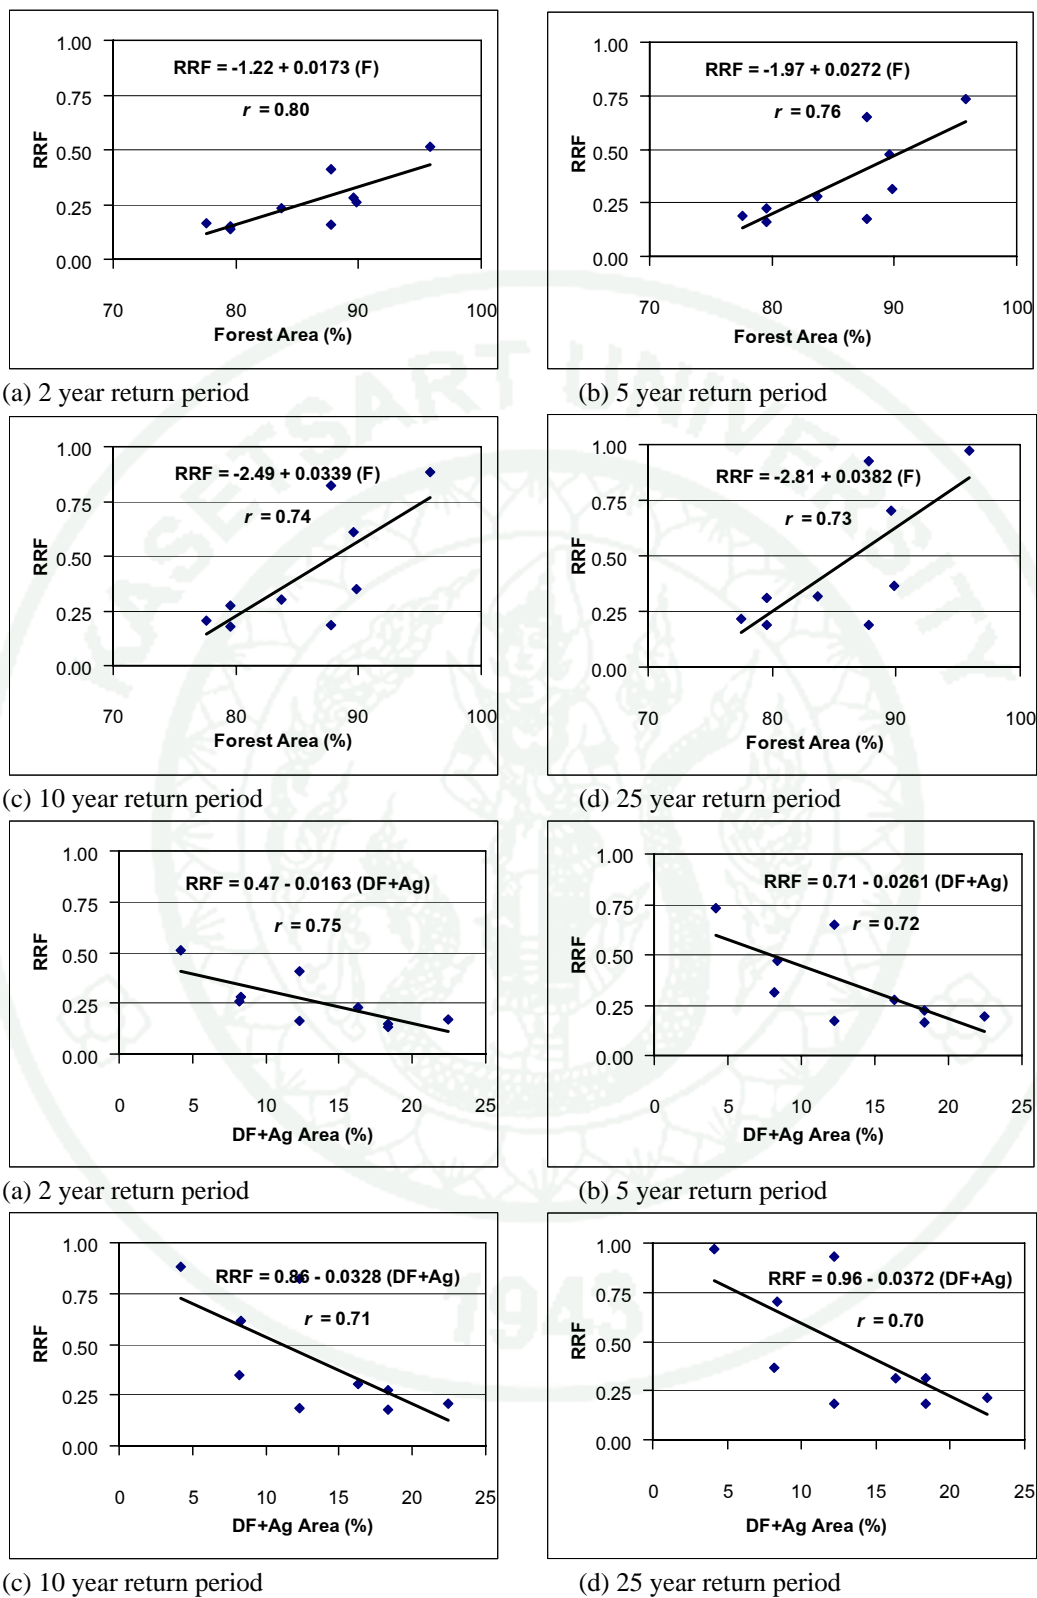 1.00
RRF = -1.22 + 0.0173 (F)
0.75
r = 0.80
RRF
0.50
0.25
0.00
70 80 90 100
Forest Area (%)
(a) 2 year return period
1.00
RRF = -1.97 + 0.0272 (F)
0.75
r = 0.76
RRF
0.50
0.25
0.00
70 80 90 100
Forest Area (%)
(b) 5 year return period
1.00
RRF = -2.49 + 0.0339 (F)
0.75
r = 0.74
RRF
0.50
0.25
0.00
70 80 90 100
Forest Area (%)
(c) 10 year return period
1.00
RRF = -2.81 + 0.0382 (F)
0.75
r = 0.73
RRF
0.50
0.25
0.00
70 80 90 100
Forest Area (%)
(d) 25 year return period
1.00
RRF = 0.47 - 0.0163 (DF+Ag)
0.75
r = 0.75
RRF
0.50
0.25
0.00
0 5 10 15 20 25
DF+Ag Area (%)
(a) 2 year return period
1.00
RRF = 0.71 - 0.0261 (DF+Ag)
0.75
r = 0.72
RRF
0.50
0.25
0.00
0 5 10 15 20 25
DF+Ag Area (%)
(b) 5 year return period
1.00
RRF = 0.86 - 0.0328 (DF+Ag)
0.75
r = 0.71
RRF
0.50
0.25
0.00
0 5 10 15 20 25
DF+Ag Area (%)
(c) 10 year return period
1.00
RRF = 0.96 - 0.0372 (DF+Ag)
0.75
r = 0.70
RRF
0.50
0.25
0.00
0 5 10 15 20 25
DF+Ag Area (%)
(d) 25 year return period
KASETSART UNIVERSITY
1943